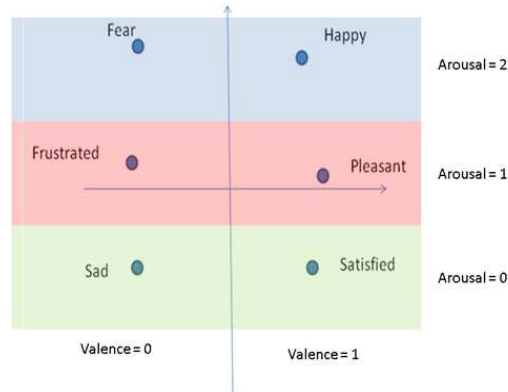 Fear
Happy
Arousal = 2
Frustrated
Pleasant
Arousal = 1
Sad
Satisfied
Arousal = 0
Valence = 0
Valence = 1